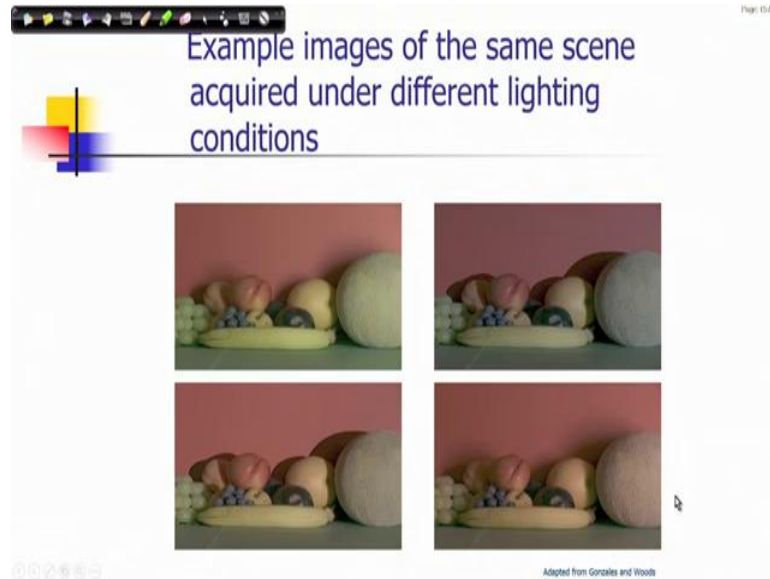 Example images of the same scene
acquired under different lighting
conditions
Adapted from Gonzales and Woods